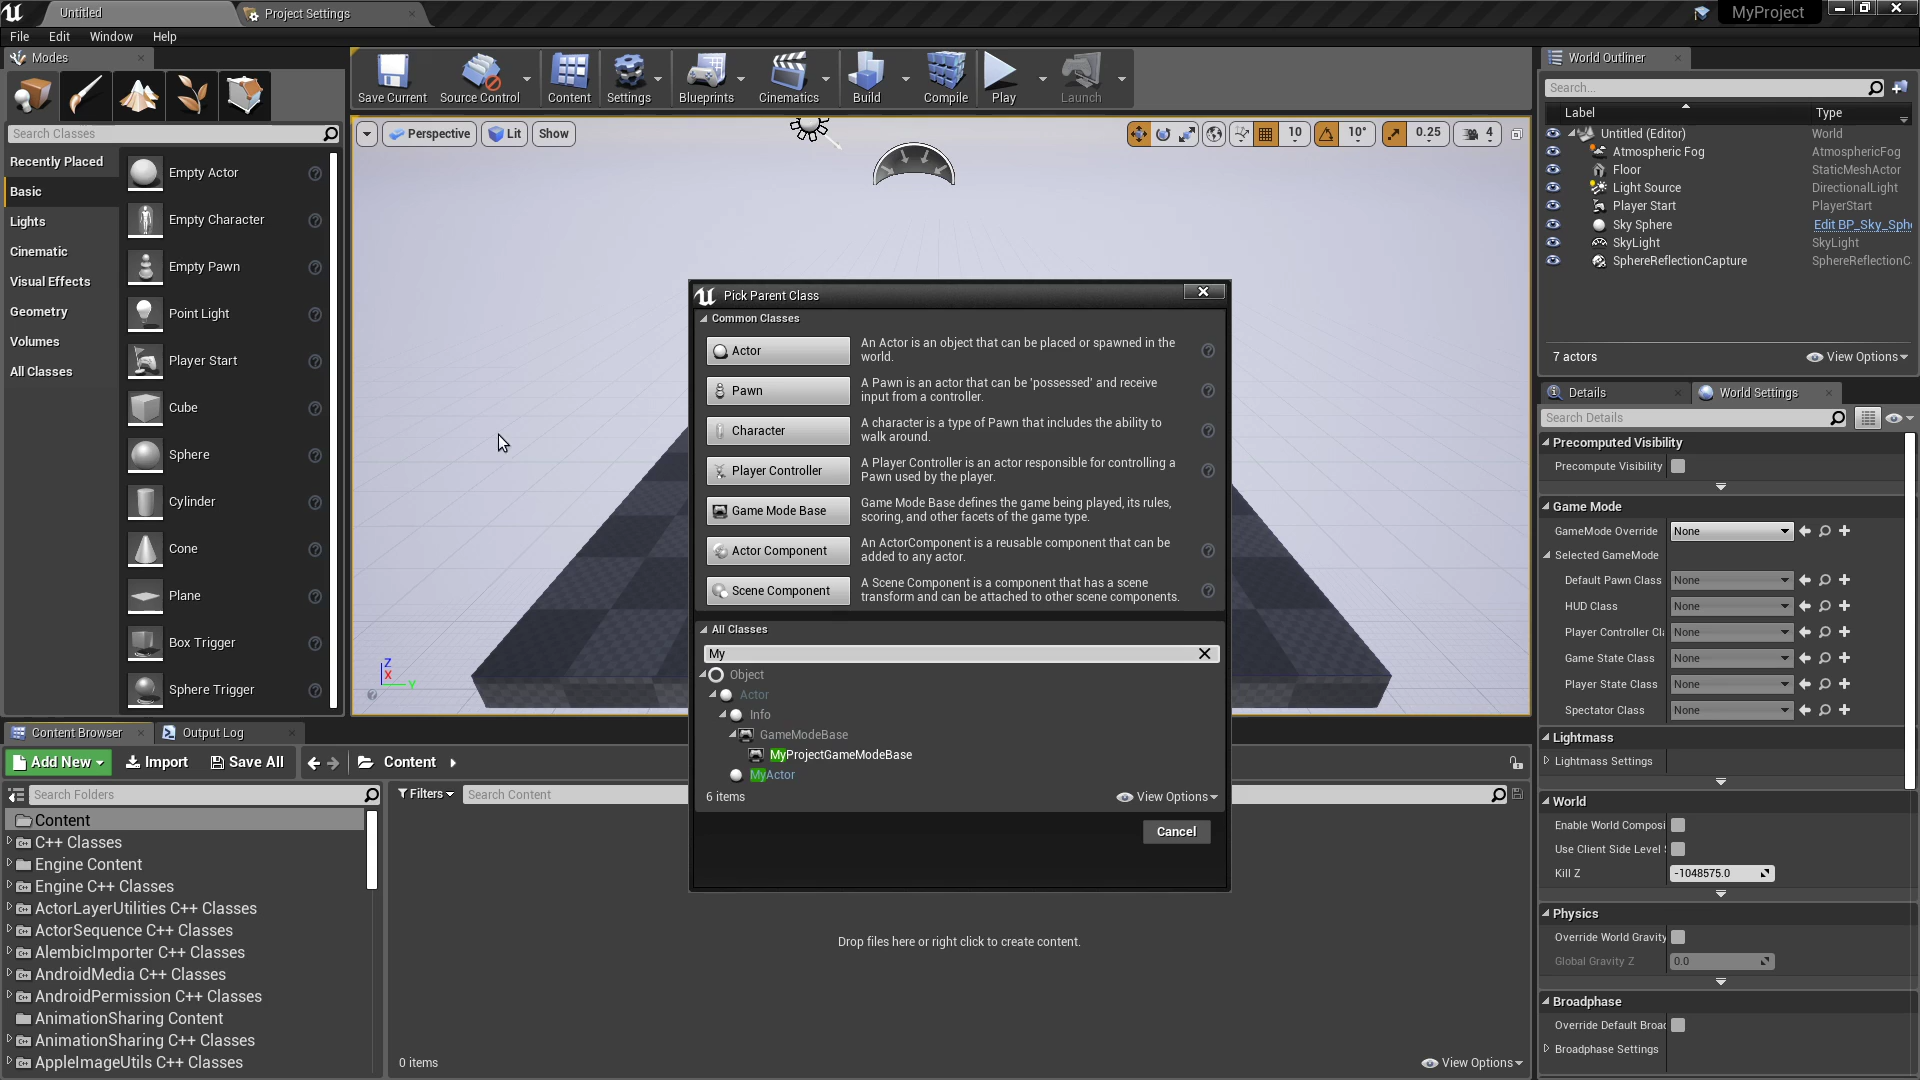 Untitled
Project Settings
MyProject
File Edit Window Help
Modes
Search Classes
Recently Placed
Basic
Lights
Cinematic
Visual Effects
Geometry
Volumes
All Classes
Empty Actor
Empty Character
Empty Pawn
Point Light
Player Start
Cube
Sphere
Cylinder
Cone
Plane
Box Trigger
Sphere Trigger
Save Current Source Control Content Settings Blueprints Cinematics Build Compile Play Launch
Perspective Lit Show
10 10° 0.25 4
Z
X
Y
Pick Parent Class
Common Classes
Actor
An Actor is an object that can be placed or spawned in the
world.
Pawn
A Pawn is an actor that can be 'possessed' and receive
input from a controller.
Character
A character is a type of Pawn that includes the ability to
walk around.
Player Controller
A Player Controller is an actor responsible for controlling a
Pawn used by the player.
Game Mode Base
Game Mode Base defines the game being played, its rules,
scoring, and other facets of the game type.
Actor Component
An ActorComponent is a reusable component that can be
added to any actor.
Scene Component
A Scene Component is a component that has a scene
transform and can be attached to other scene components.
All Classes
My
Object
Actor
Info
GameModeBase
MyProjectGameModeBase
MyActor
6 items
View Options
Cancel
World Outliner
Search...
Label Type
Untitled (Editor) World
Atmospheric Fog AtmosphericFog
Floor StaticMeshActor
Light Source DirectionalLight
Player Start PlayerStart
Sky Sphere Edit BP_Sky_Sph
SkyLight SkyLight
SphereReflectionCapture SphereReflectionC
7 actors
View Options
Details
World Settings
Search Details
Precomputed Visibility
Precompute Visibility
Game Mode
GameMode Override None
Selected GameMode
Default Pawn Class None
HUD Class None
Player Controller Cl None
Game State Class None
Player State Class None
Spectator Class None
Lightmass
Lightmass Settings
World
Enable World Composi
Use Client Side Level
Kill Z -1048575.0
Physics
Override World Gravity
Global Gravity Z 0.0
Broadphase
Override Default Broa
Broadphase Settings
Content Browser
Output Log
Add New Import Save All Content
Search Folders
Filters
Search Content
Content
C++ Classes
Engine Content
Engine C++ Classes
ActorLayerUtilities C++ Classes
ActorSequence C++ Classes
AlembicImporter C++ Classes
AndroidMedia C++ Classes
AndroidPermission C++ Classes
AnimationSharing Content
AnimationSharing C++ Classes
AppleImageUtils C++ Classes
Drop files here or right click to create content.
0 items
View Options